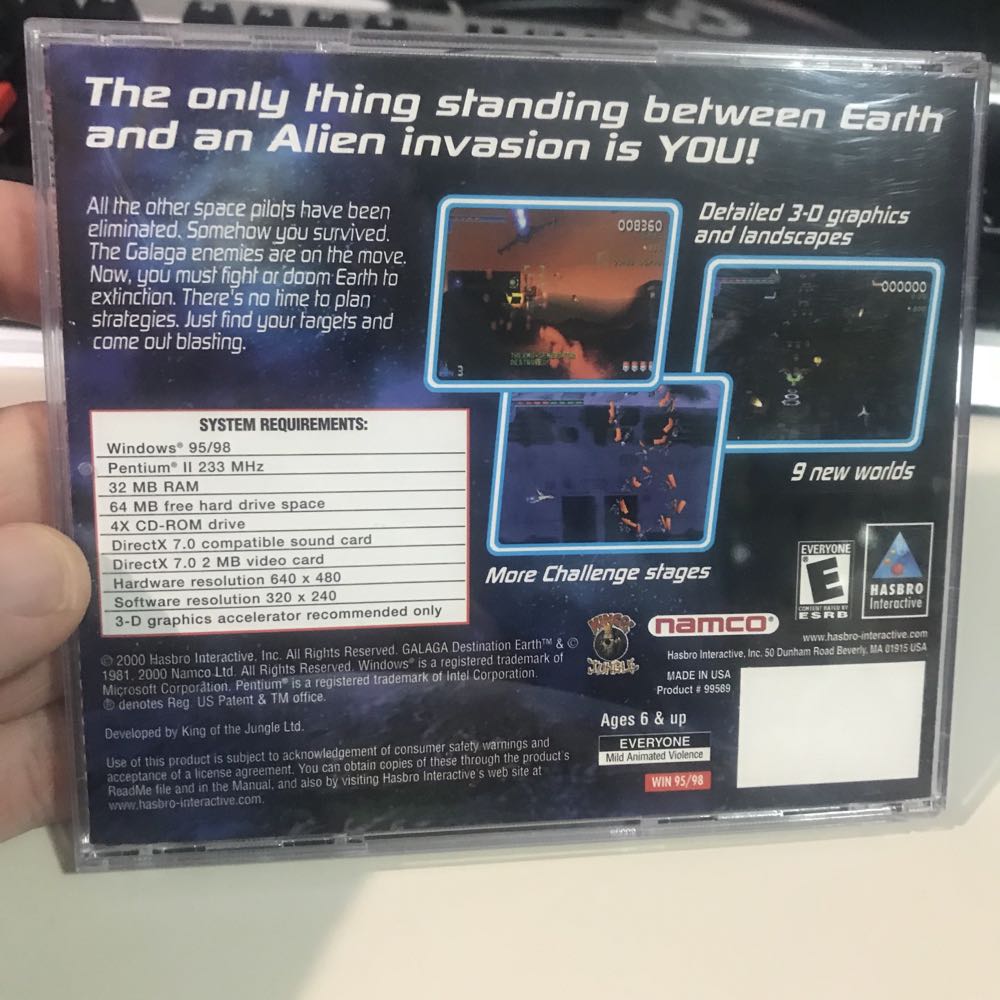 The only thing standing between Earth
and an Alien invasion is YOU!
All the other space pilots have been
eliminated. Somehow you survived.
The Galaga enemies are on the move.
Now, you must fight or doom Earth to
extinction. There's no time to plan
strategies. Just find your targets and
come out blasting.
008360
3
Detailed 3-D graphics
and landscapes
000000
9 new worlds
More Challenge stages
SYSTEM REQUIREMENTS:
Windows® 95/98
Pentium® II 233 MHz
32 MB RAM
64 MB free hard drive space
4X CD-ROM drive
DirectX 7.0 compatible sound card
DirectX 7.0 2 MB video card
Hardware resolution 640 x 480
Software resolution 320 x 240
3-D graphics accelerator recommended only
EVERYONE
E
CONTENT RATED BY
ESRB
HASBRO
Interactive
KING OF THE
JUNGLE
namco®
www.hasbro-interactive.com
Hasbro Interactive, Inc. 50 Dunham Road Beverly, MA 01915 USA
MADE IN USA
Product # 99589
© 2000 Hasbro Interactive, Inc. All Rights Reserved. GALAGA Destination Earth™ & ©
1981, 2000 Namco Ltd. All Rights Reserved. Windows® is a registered trademark of
Microsoft Corporation. Pentium® is a registered trademark of Intel Corporation.
® denotes Reg. US Patent & TM office.
Developed by King of the Jungle Ltd.
Use of this product is subject to acknowledgement of consumer safety warnings and
acceptance of a license agreement. You can obtain copies of these through the product's
ReadMe file and in the Manual, and also by visiting Hasbro Interactive's web site at
www.hasbro-interactive.com.
Ages 6 & up
EVERYONE
Mild Animated Violence
WIN 95/98